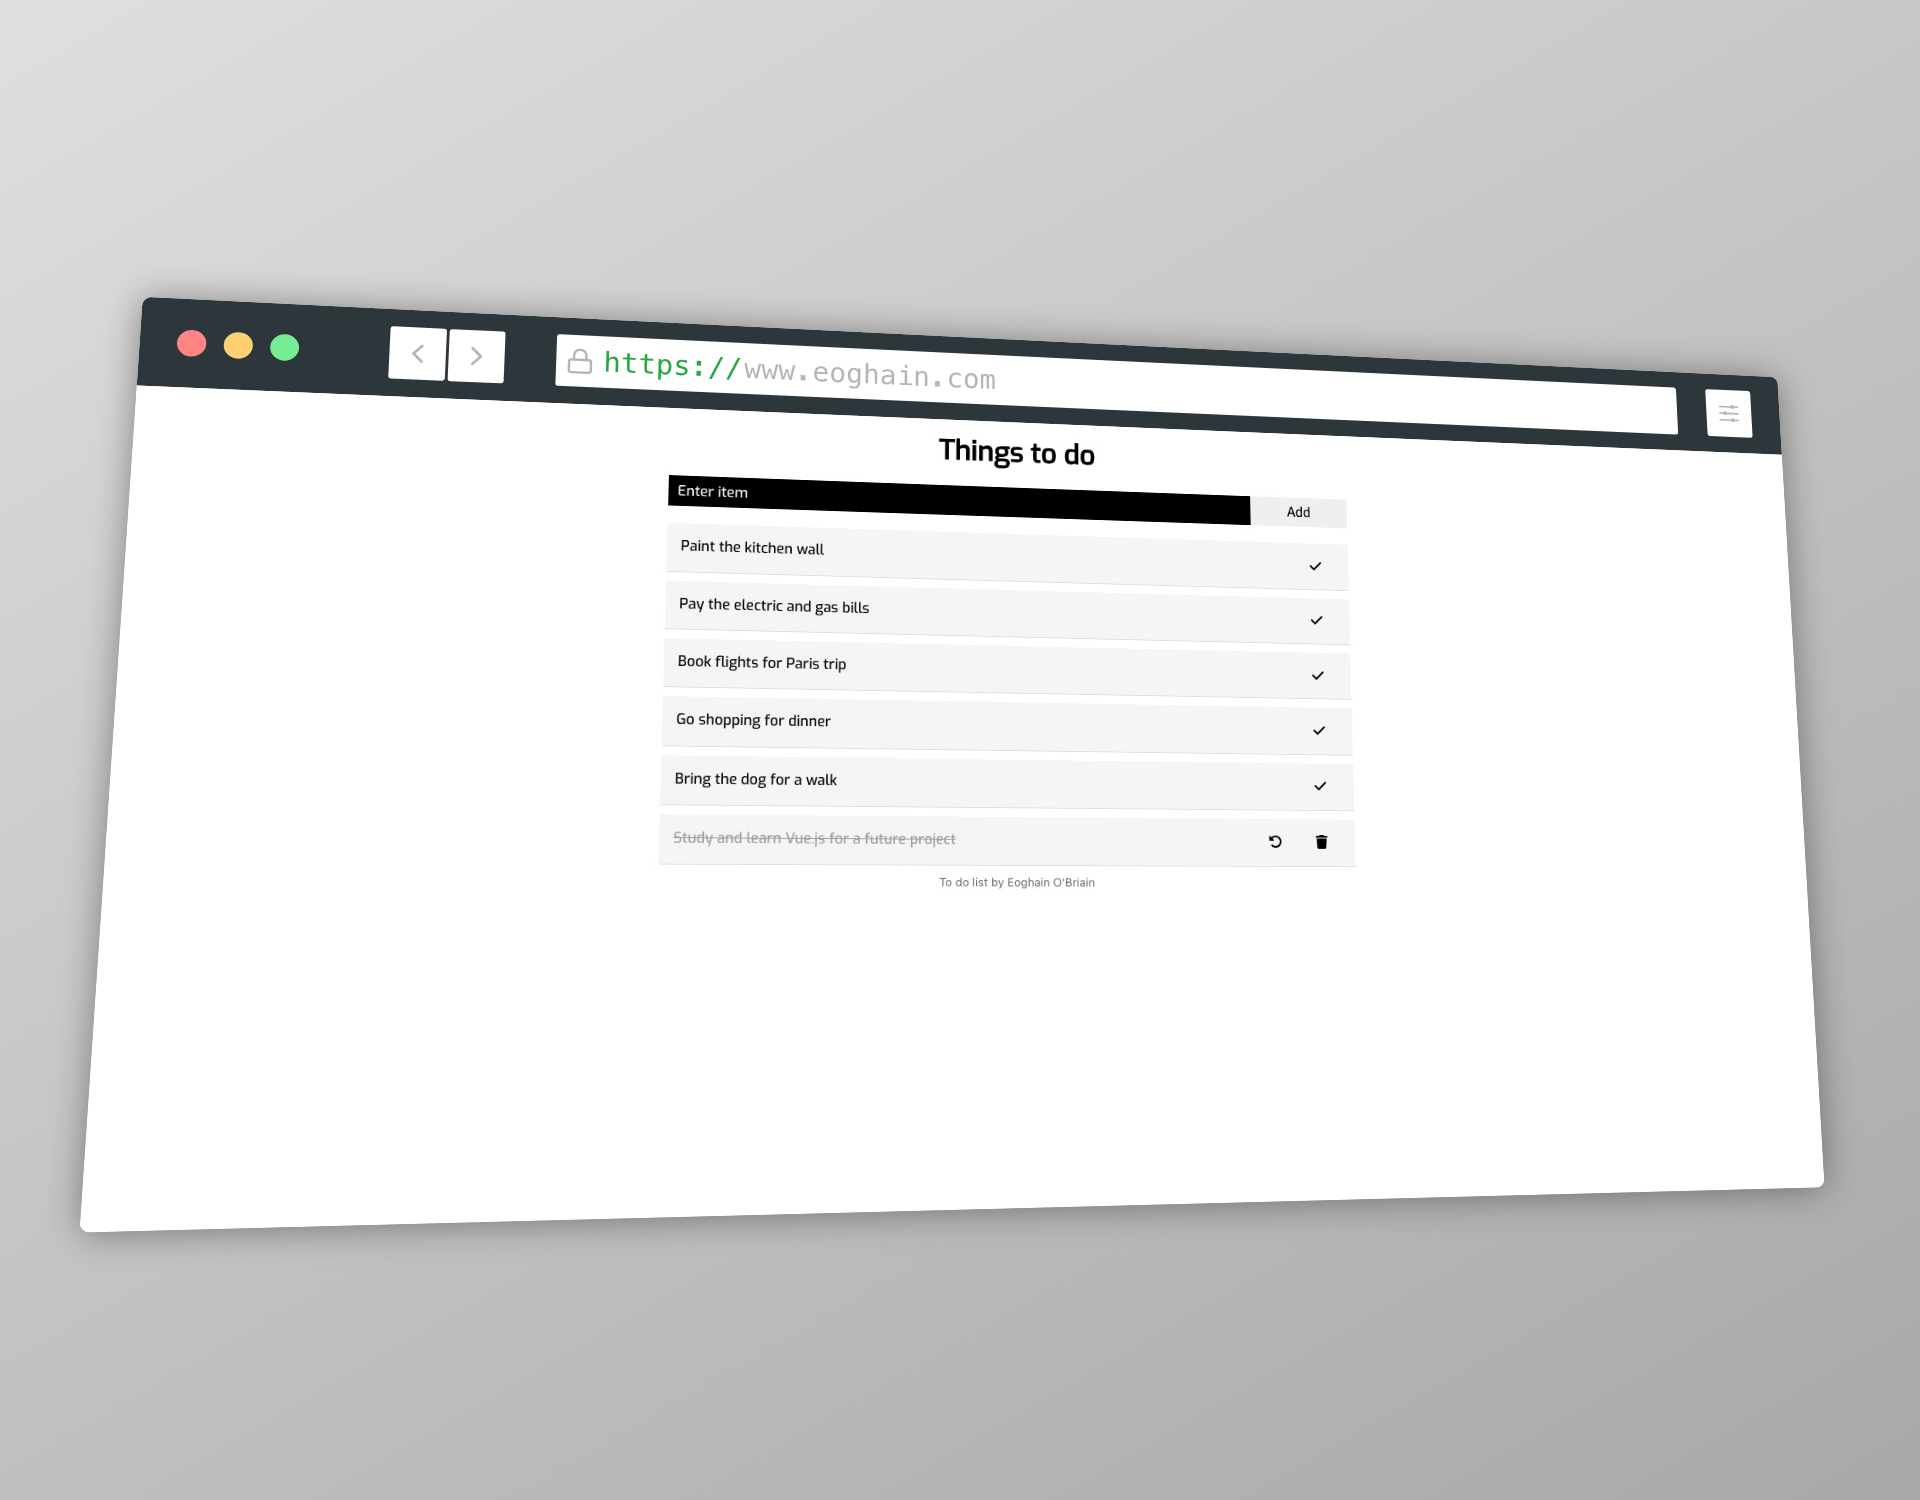 https://www.eoghain.com
Things to do
Enter item
Add
Paint the kitchen wall
Pay the electric and gas bills
Book flights for Paris trip
Go shopping for dinner
Bring the dog for a walk
Study and learn Vue.js for a future project
To do list by Eoghain O'Briain